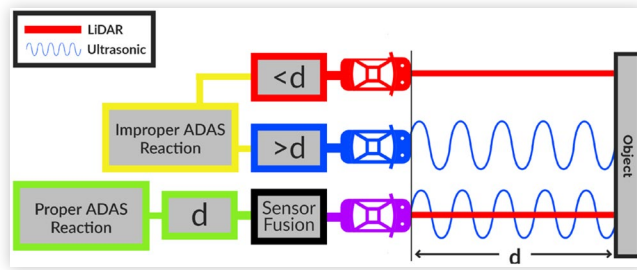 LiDAR
Ultrasonic
<d
Improper ADAS
Reaction
>d
Proper ADAS
Reaction
d
Sensor
Fusion
d
Object